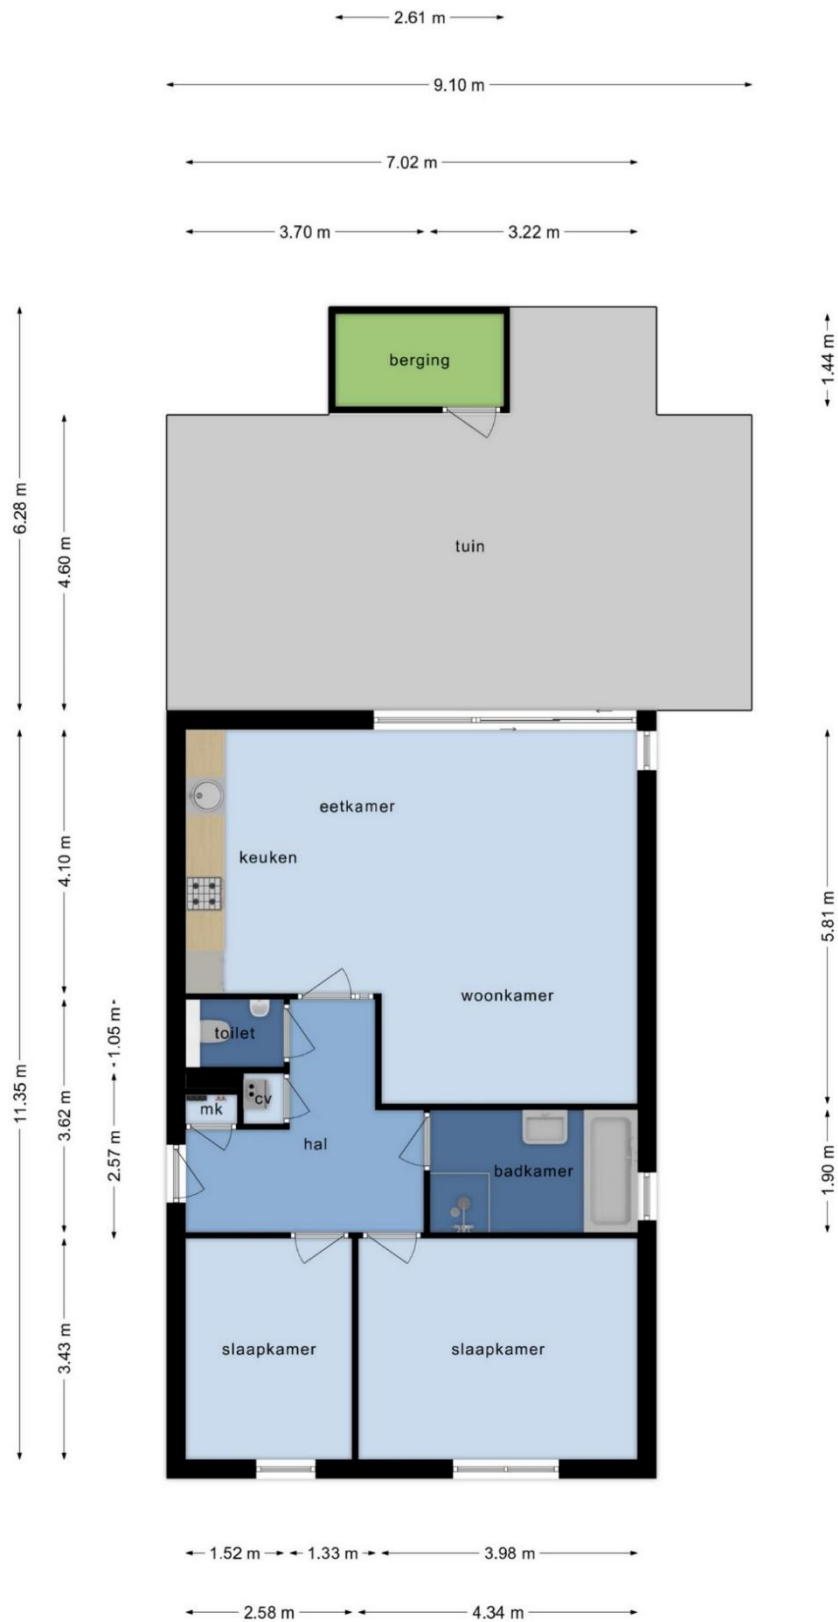 2.61 m
9.10 m
7.02 m
3.70 m
3.22 m
berging
1.44 m
6.28 m
4.60 m
tuin
eetkamer
keuken
4.10 m
5.81 m
woonkamer
toilet
1.05 m
11.35 m
cv
mk
3.62 m
hal
2.57 m
badkamer
1.90 m
slaapkamer
slaapkamer
3.43 m
1.52 m
1.33 m
3.98 m
2.58 m
4.34 m